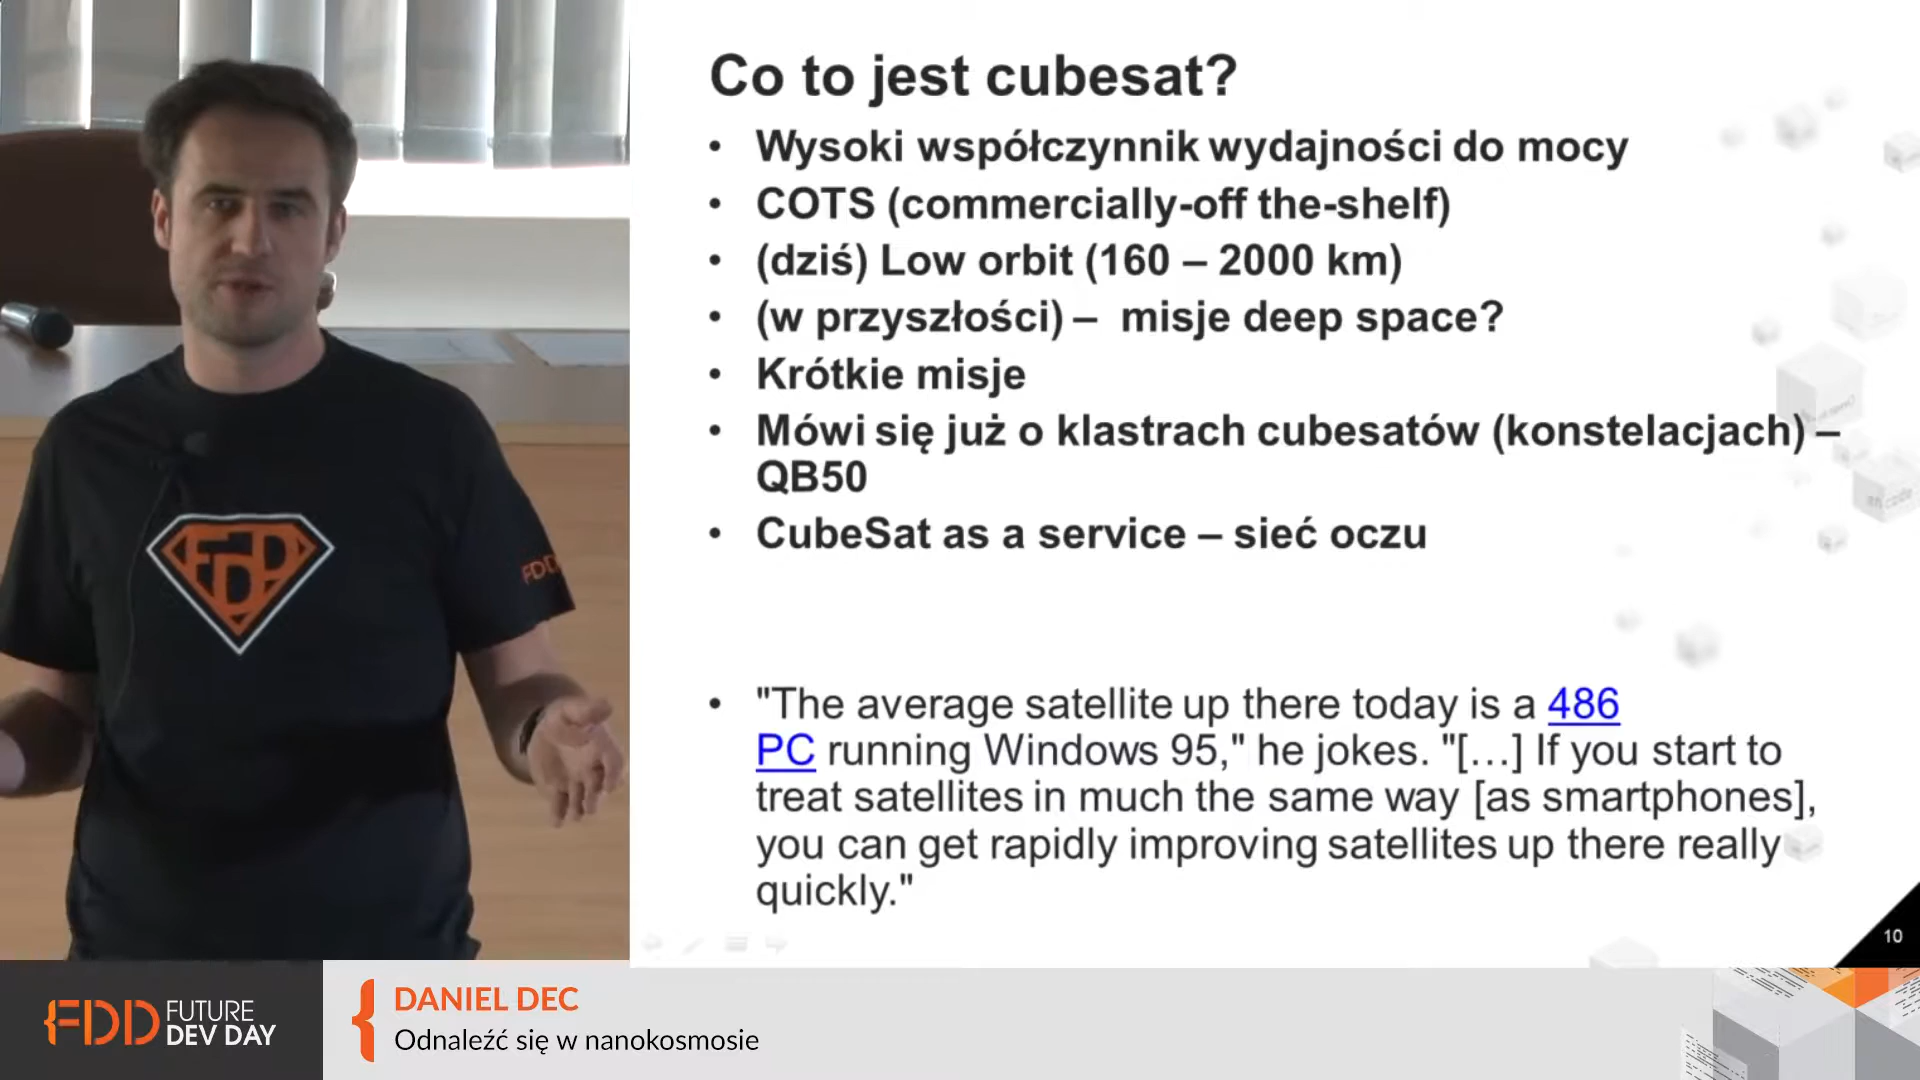 Co to jest cubesat?
• Wysoki współczynnik wydajności do mocy
• COTS (commercially-off the-shelf)
• (dziś) Low orbit (160 – 2000 km)
• (w przyszłości) – misje deep space?
• Krótkie misje
• Mówi się już o klastrach cubesatów (konstelacjach) –
QB50
• CubeSat as a service – sieć oczu
• "The average satellite up there today is a 486
PC running Windows 95," he jokes. "[…] If you start to
treat satellites in much the same way [as smartphones],
you can get rapidly improving satellites up there really
quickly."
10
FDD
FDD
FDD FUTURE
DEV DAY
DANIEL DEC
Odnaleźć się w nanokosmosie